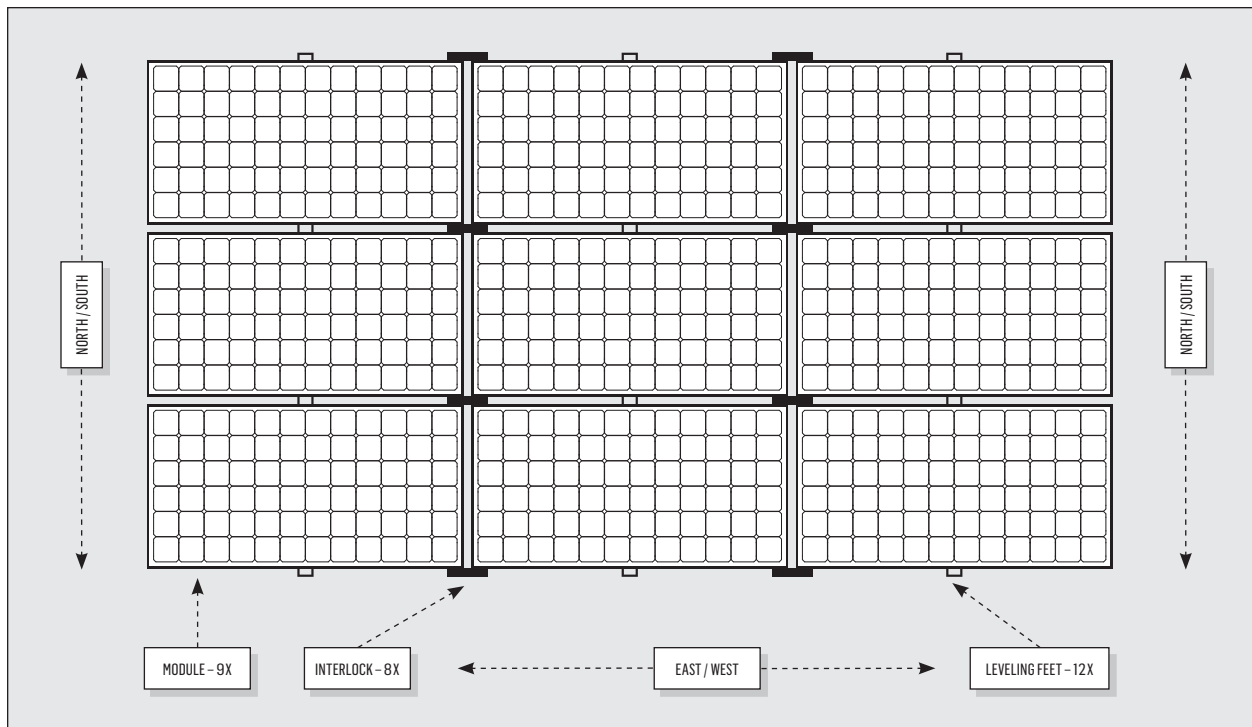 NORTH / SOUTH
NORTH / SOUTH
MODULE – 9X
INTERLOCK – 8X
EAST / WEST
LEVELING FEET – 12X